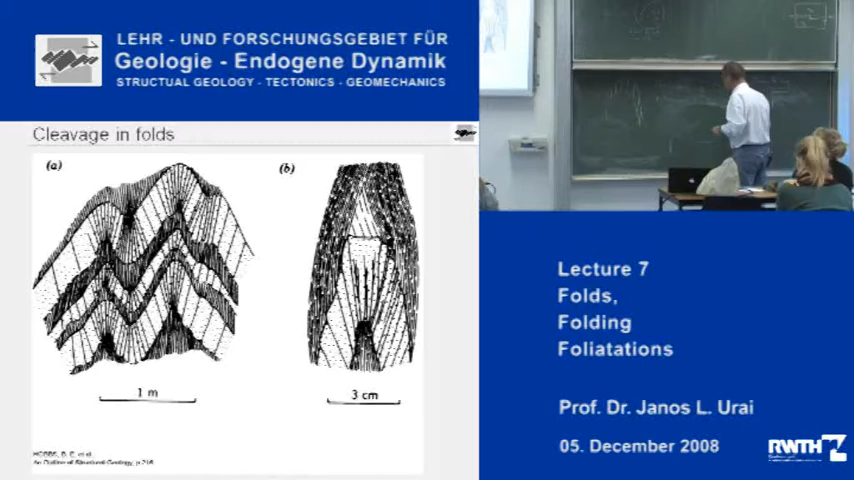 LEHR - UND FORSCHUNGSGEBIET FÜR
Geologie - Endogene Dynamik
STRUCTURAL GEOLOGY - TECTONICS - GEOMECHANICS
Cleavage in folds
(a)
(b)
1 m
3 cm
HOBBS, B. E. et al.
An Outline of Structural Geology, p.216
Lecture 7
Folds,
Folding
Foliatations
Prof. Dr. Janos L. Urai
05. December 2008
RWTH